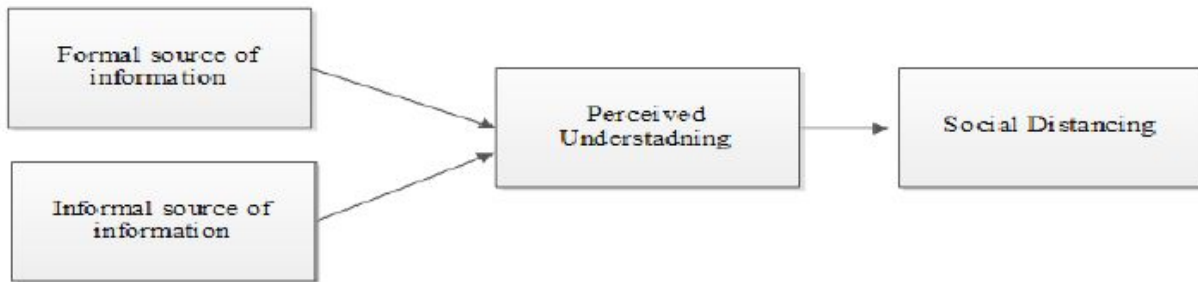 Formal source of
information
Informal source of
information
Perceived
Understadning
Social Distancing